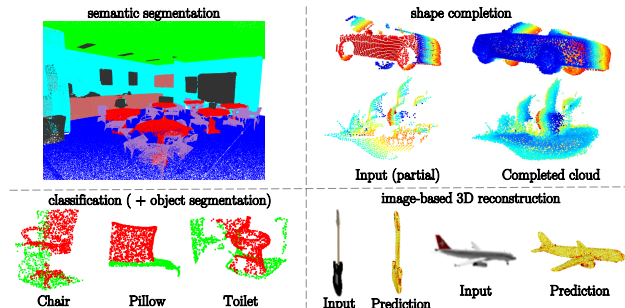 semantic segmentation
shape completion
Input (partial)
Completed cloud
classification ( + object segmentation)
image-based 3D reconstruction
Chair
Pillow
Toilet
Input
Prediction
Input
Prediction